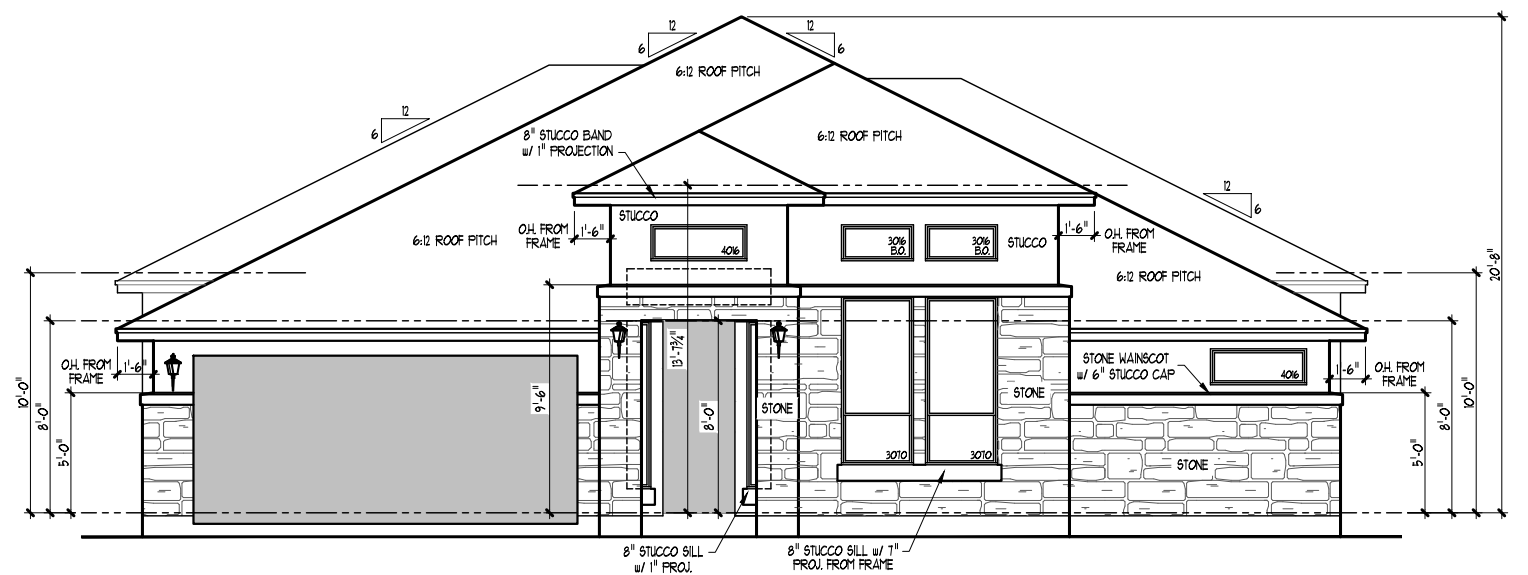 12
6
12
6
6:12 ROOF PITCH
12
6
8" STUCCO BAND
w/ 1" PROJECTION
6:12 ROOF PITCH
12
6
STUCCO
O.H. FROM
FRAME
1'-6"
6:12 ROOF PITCH
4016
3016
B.O.
3016
B.O.
STUCCO
1'-6"
O.H. FROM
FRAME
6:12 ROOF PITCH
20'-8"
O.H. FROM
FRAME
1'-6"
10'-0"
8'-0"
5'-0"
9'-6"
13'-7¾"
8'-0"
STONE
STONE
3070
3070
STONE WAINSCOT
w/ 6" STUCCO CAP
4016
1'-6"
O.H. FROM
FRAME
STONE
5'-0"
8'-0"
10'-0"
8" STUCCO SILL
w/ 1" PROJ.
8" STUCCO SILL w/ 7"
PROJ. FROM FRAME